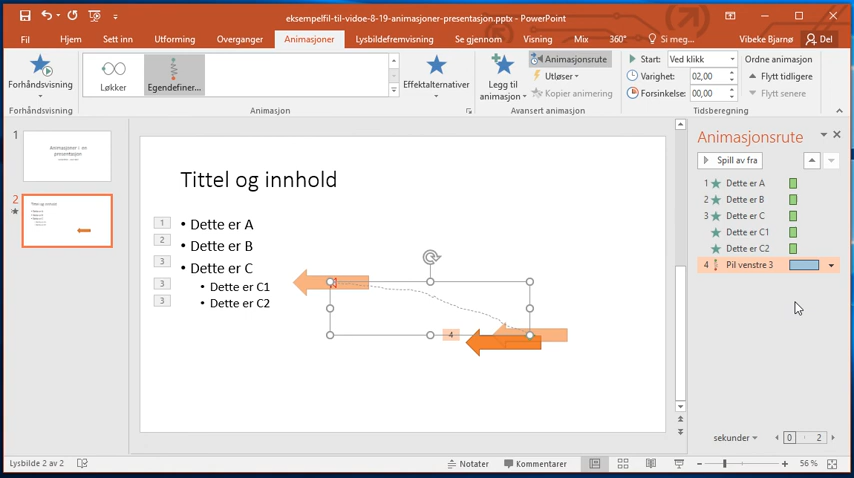 eksempelfil-til-vidoe-8-19-animasjoner-presentasjon.pptx - PowerPoint
Fil Hjem Sett inn Utforming Overganger Animasjoner Lysbildefremvisning Se gjennom Visning Mix 360° Si meg... Vibeke Bjarnø Del
Forhåndsvisning
Løkker
Egendefiner...
Effektalternativer
Legg til
animasjon
Animasjonsrute
Utløser
Kopier animering
Start: Ved klikk
Varighet: 02,00
Forsinkelse: 00,00
Ordne animasjon
Flytt tidligere
Flytt senere
Forhåndsvisning Animasjon Avansert animasjon Tidsberegning
1
2
Tittel og innhold
1 • Dette er A
2 • Dette er B
3 • Dette er C
3 • Dette er C1
3 • Dette er C2
4
Animasjonsrute
Spill av fra
1 Dette er A
2 Dette er B
3 Dette er C
Dette er C1
Dette er C2
4 Pil venstre 3
sekunder 0 2
Lysbilde 2 av 2
Notater Kommentarer 56 %